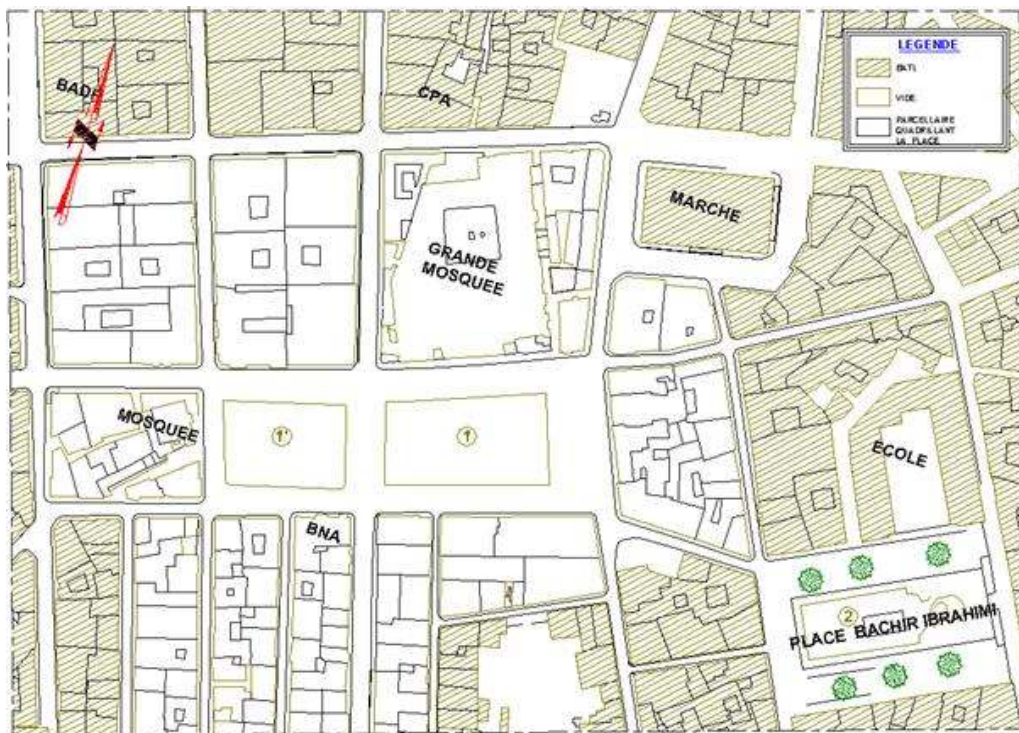 LEGENDE
BATI
VIDE
PARCELLAIRE
QUADRILLANT
LA PLACE
BADR
CPA
MARCHE
GRANDE
MOSQUEE
MOSQUEE
1'
1
ECOLE
BNA
2
PLACE BACHIR IBRAHIMI